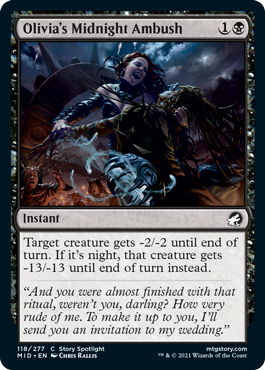 Olivia's Midnight Ambush 1
Instant
Target creature gets -2/-2 until end of
turn. If it's night, that creature gets
-13/-13 until end of turn instead.
"And you were almost finished with that
ritual, weren't you, darling? How very
rude of me. To make it up to you, I'll
send you an invitation to my wedding."
118/277 C Story Spotlight mtgstory.com
MID • EN Chris Rallis ™ & © 2021 Wizards of the Coast